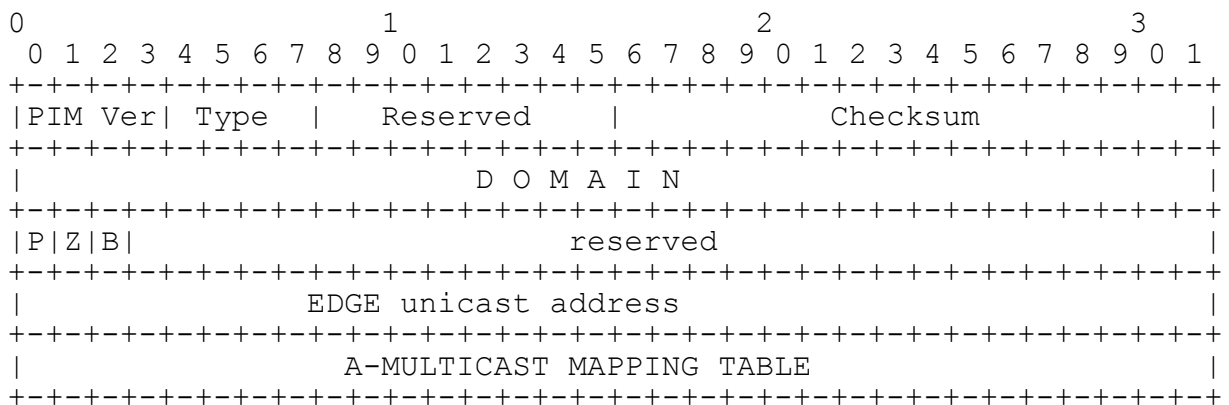 0                   1                   2                   3
 0 1 2 3 4 5 6 7 8 9 0 1 2 3 4 5 6 7 8 9 0 1 2 3 4 5 6 7 8 9 0 1
+-+-+-+-+-+-+-+-+-+-+-+-+-+-+-+-+-+-+-+-+-+-+-+-+-+-+-+-+-+-+-+-+
|PIM Ver| Type  |   Reserved    |           Checksum            |
+-+-+-+-+-+-+-+-+-+-+-+-+-+-+-+-+-+-+-+-+-+-+-+-+-+-+-+-+-+-+-+-+
|                        D O M A I N                            |
+-+-+-+-+-+-+-+-+-+-+-+-+-+-+-+-+-+-+-+-+-+-+-+-+-+-+-+-+-+-+-+-+
|P|Z|B|                       reserved                          |
+-+-+-+-+-+-+-+-+-+-+-+-+-+-+-+-+-+-+-+-+-+-+-+-+-+-+-+-+-+-+-+-+
|               EDGE unicast address                            |
+-+-+-+-+-+-+-+-+-+-+-+-+-+-+-+-+-+-+-+-+-+-+-+-+-+-+-+-+-+-+-+-+
|                 A-MULTICAST MAPPING TABLE                     |
+-+-+-+-+-+-+-+-+-+-+-+-+-+-+-+-+-+-+-+-+-+-+-+-+-+-+-+-+-+-+-+-+